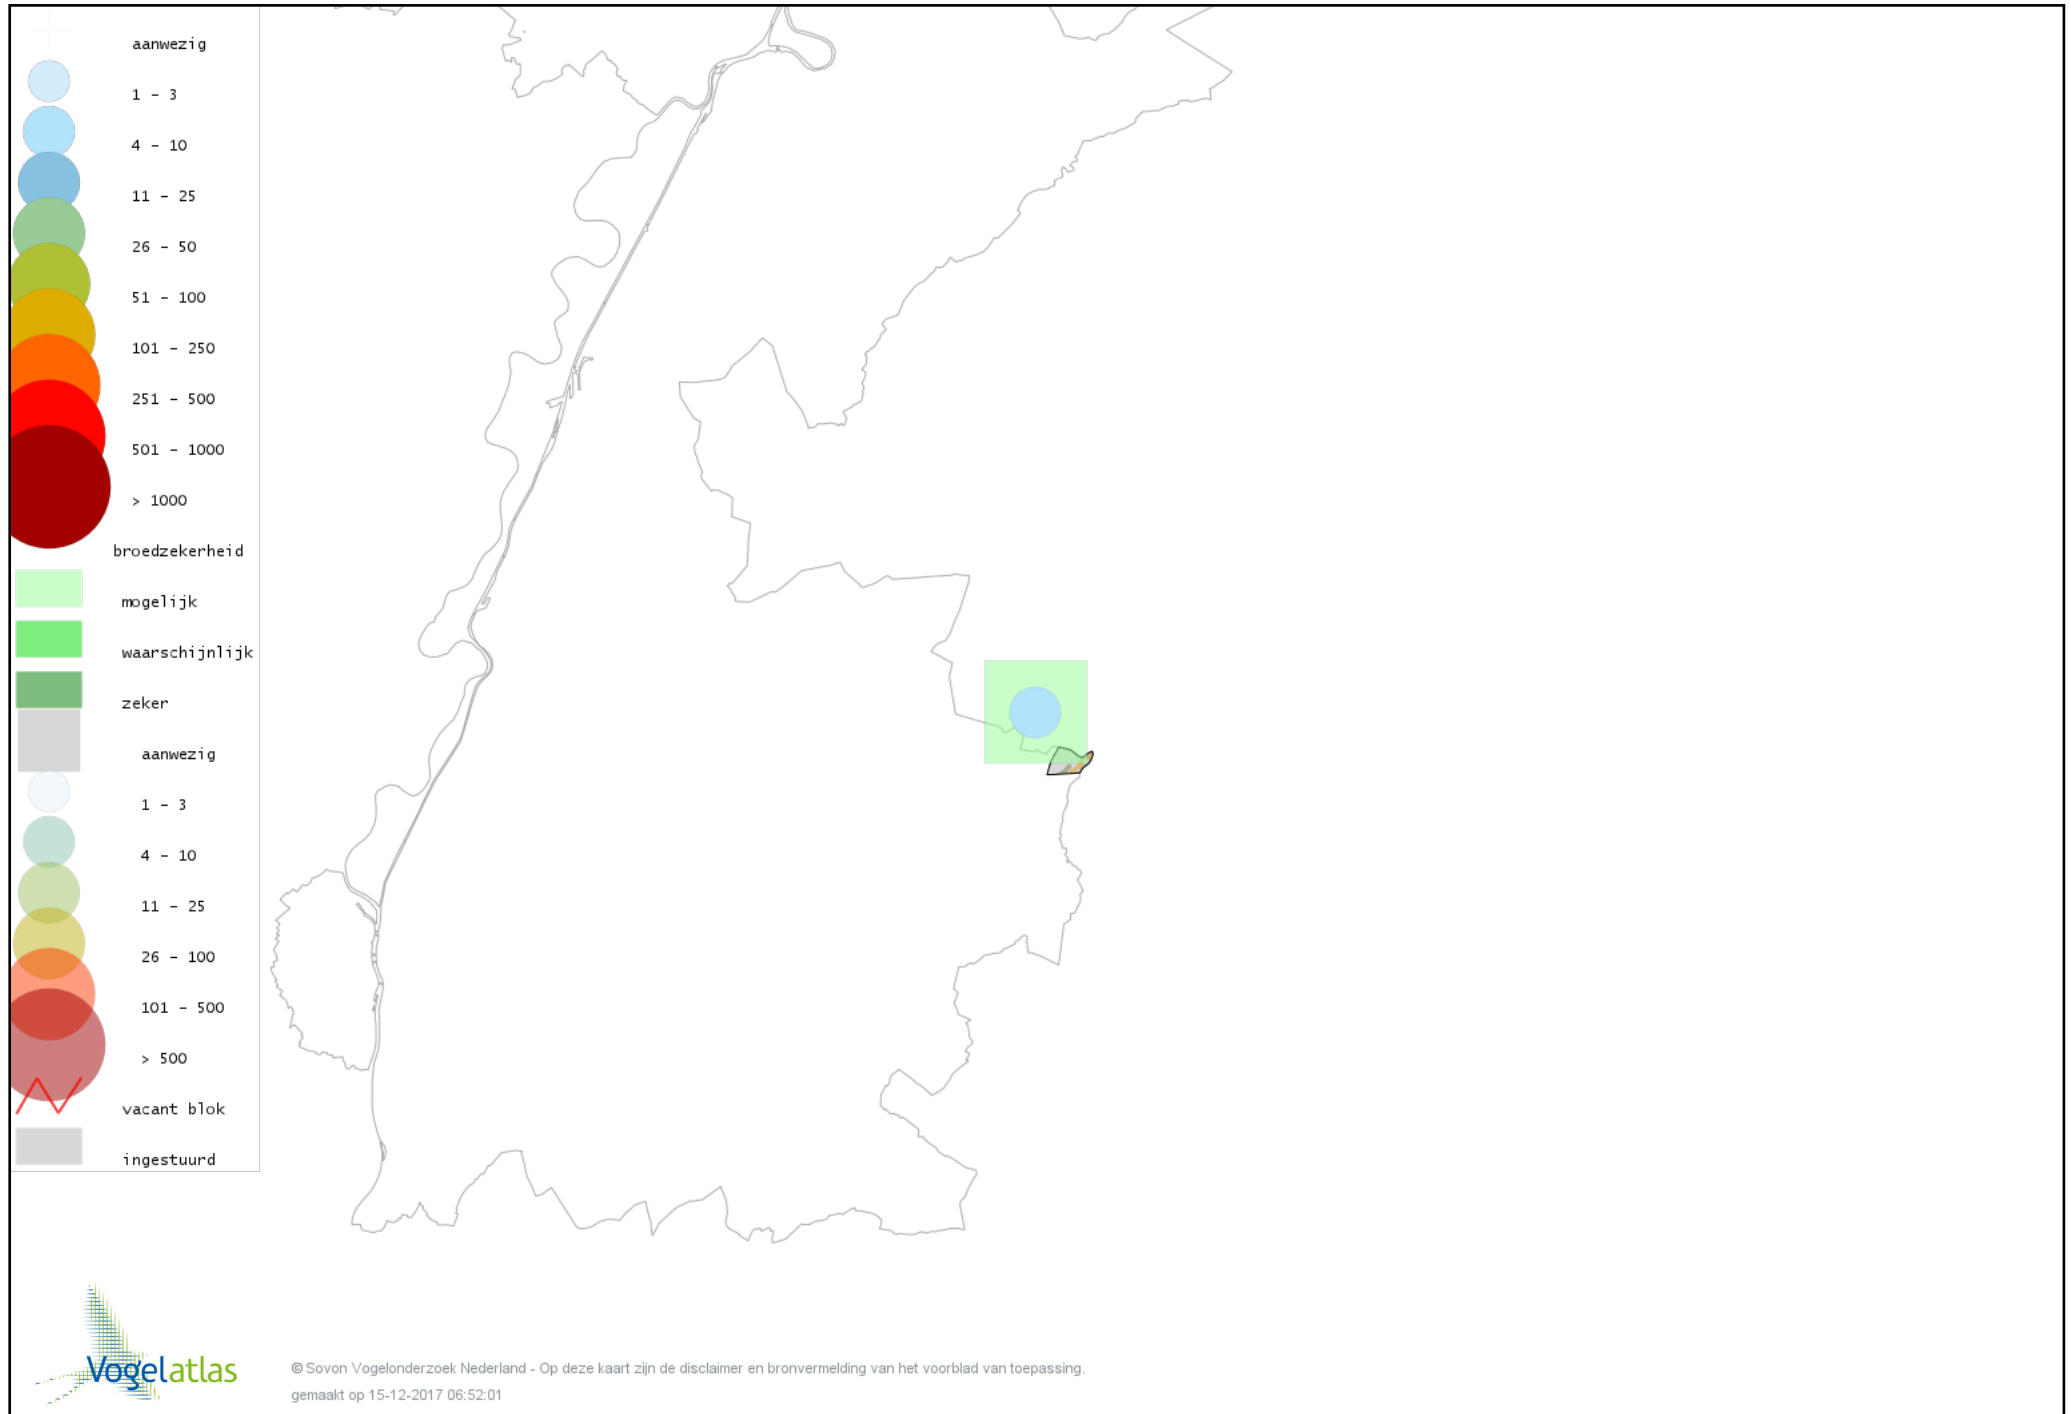 aanwezig
1 - 3
4 - 10
11 - 25
26 - 50
51 - 100
101 - 250
251 - 500
501 - 1000
> 1000
broedzekerheid
mogelijk
waarschijnlijk
zeker
aanwezig
1 - 3
4 - 10
11 - 25
26 - 100
101 - 500
> 500
vacant blok
ingestuurd
Vogelatlas
© Sovon Vogelonderzoek Nederland - Op deze kaart zijn de disclaimer en bronvermelding van het voorblad van toepassing.
gemaakt op 15-12-2017 06:52:01